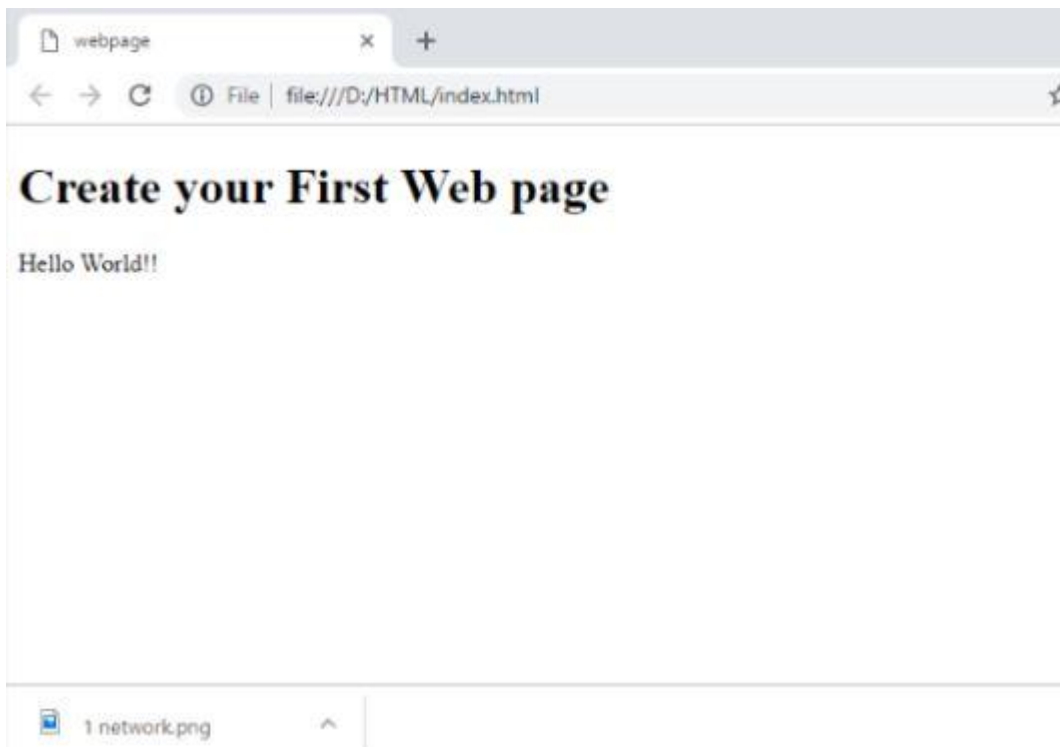 webpage
File file:///D:/HTML/index.html
Create your First Web page
Hello World!!
1 network.png